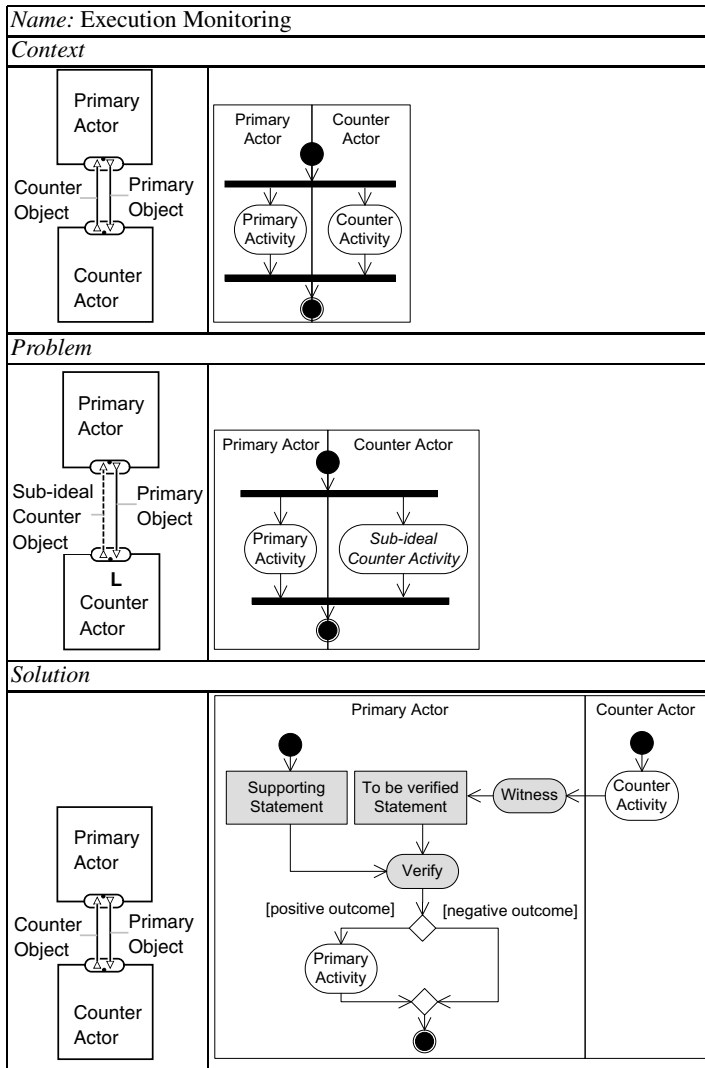 Name: Execution Monitoring
Context
Primary
Actor
Counter
Object
Primary
Object
Counter
Actor
Primary
Actor
Counter
Actor
Primary
Activity
Counter
Activity
Problem
Primary
Actor
Sub-ideal
Counter
Object
Primary
Object
L
Counter
Actor
Primary Actor
Counter Actor
Primary
Activity
Sub-ideal
Counter Activity
Solution
Primary
Actor
Counter
Object
Primary
Object
Counter
Actor
Primary Actor
Counter Actor
Supporting
Statement
To be verified
Statement
Witness
Counter
Activity
Verify
[positive outcome]
[negative outcome]
Primary
Activity